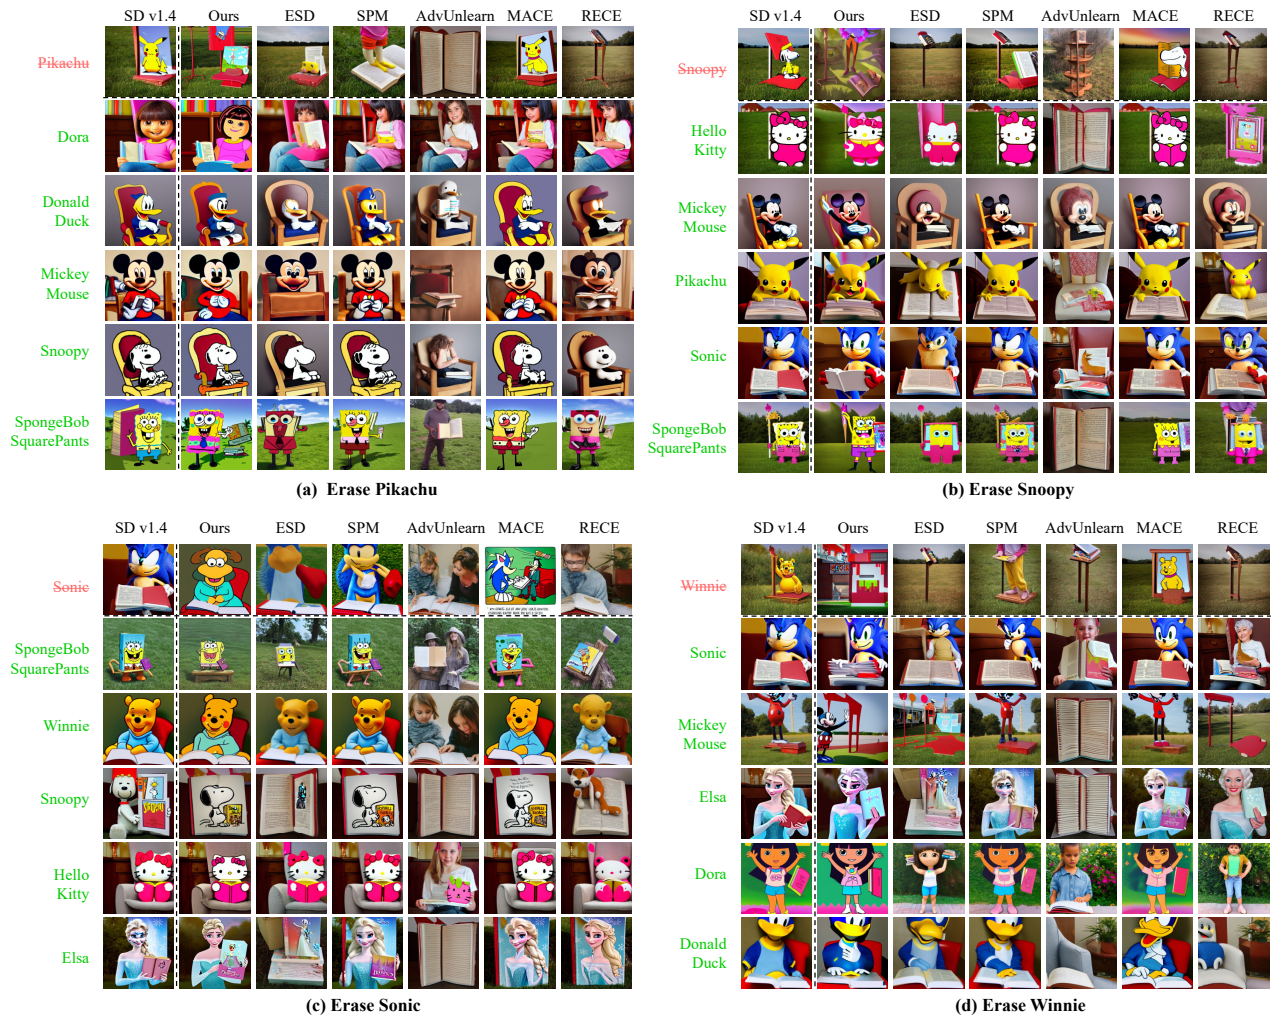 SD v1.4 Ours ESD SPM AdvUnlearn MACE RECE
Pikachu
Dora
Donald
Duck
Mickey
Mouse
Snoopy
SpongeBob
SquarePants
(a) Erase Pikachu
SD v1.4 Ours ESD SPM AdvUnlearn MACE RECE
Snoopy
Hello
Kitty
Mickey
Mouse
Pikachu
Sonic
SpongeBob
SquarePants
(b) Erase Snoopy
SD v1.4 Ours ESD SPM AdvUnlearn MACE RECE
Sonic
SpongeBob
SquarePants
Winnie
Snoopy
Hello
Kitty
Elsa
(c) Erase Sonic
SD v1.4 Ours ESD SPM AdvUnlearn MACE RECE
Winnie
Sonic
Mickey
Mouse
Elsa
Dora
Donald
Duck
(d) Erase Winnie